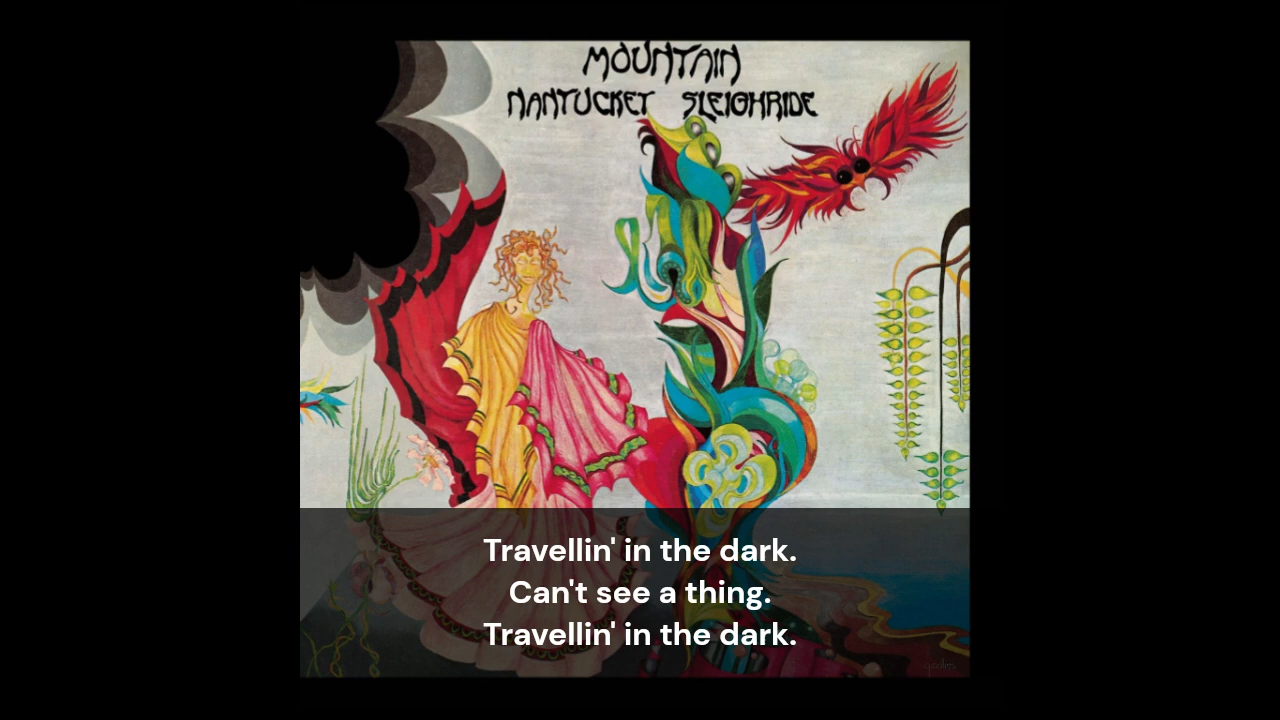 MOUNTAIN
NANTUCKET SLEIGHRIDE
Travellin' in the dark.
Can't see a thing.
Travellin' in the dark.